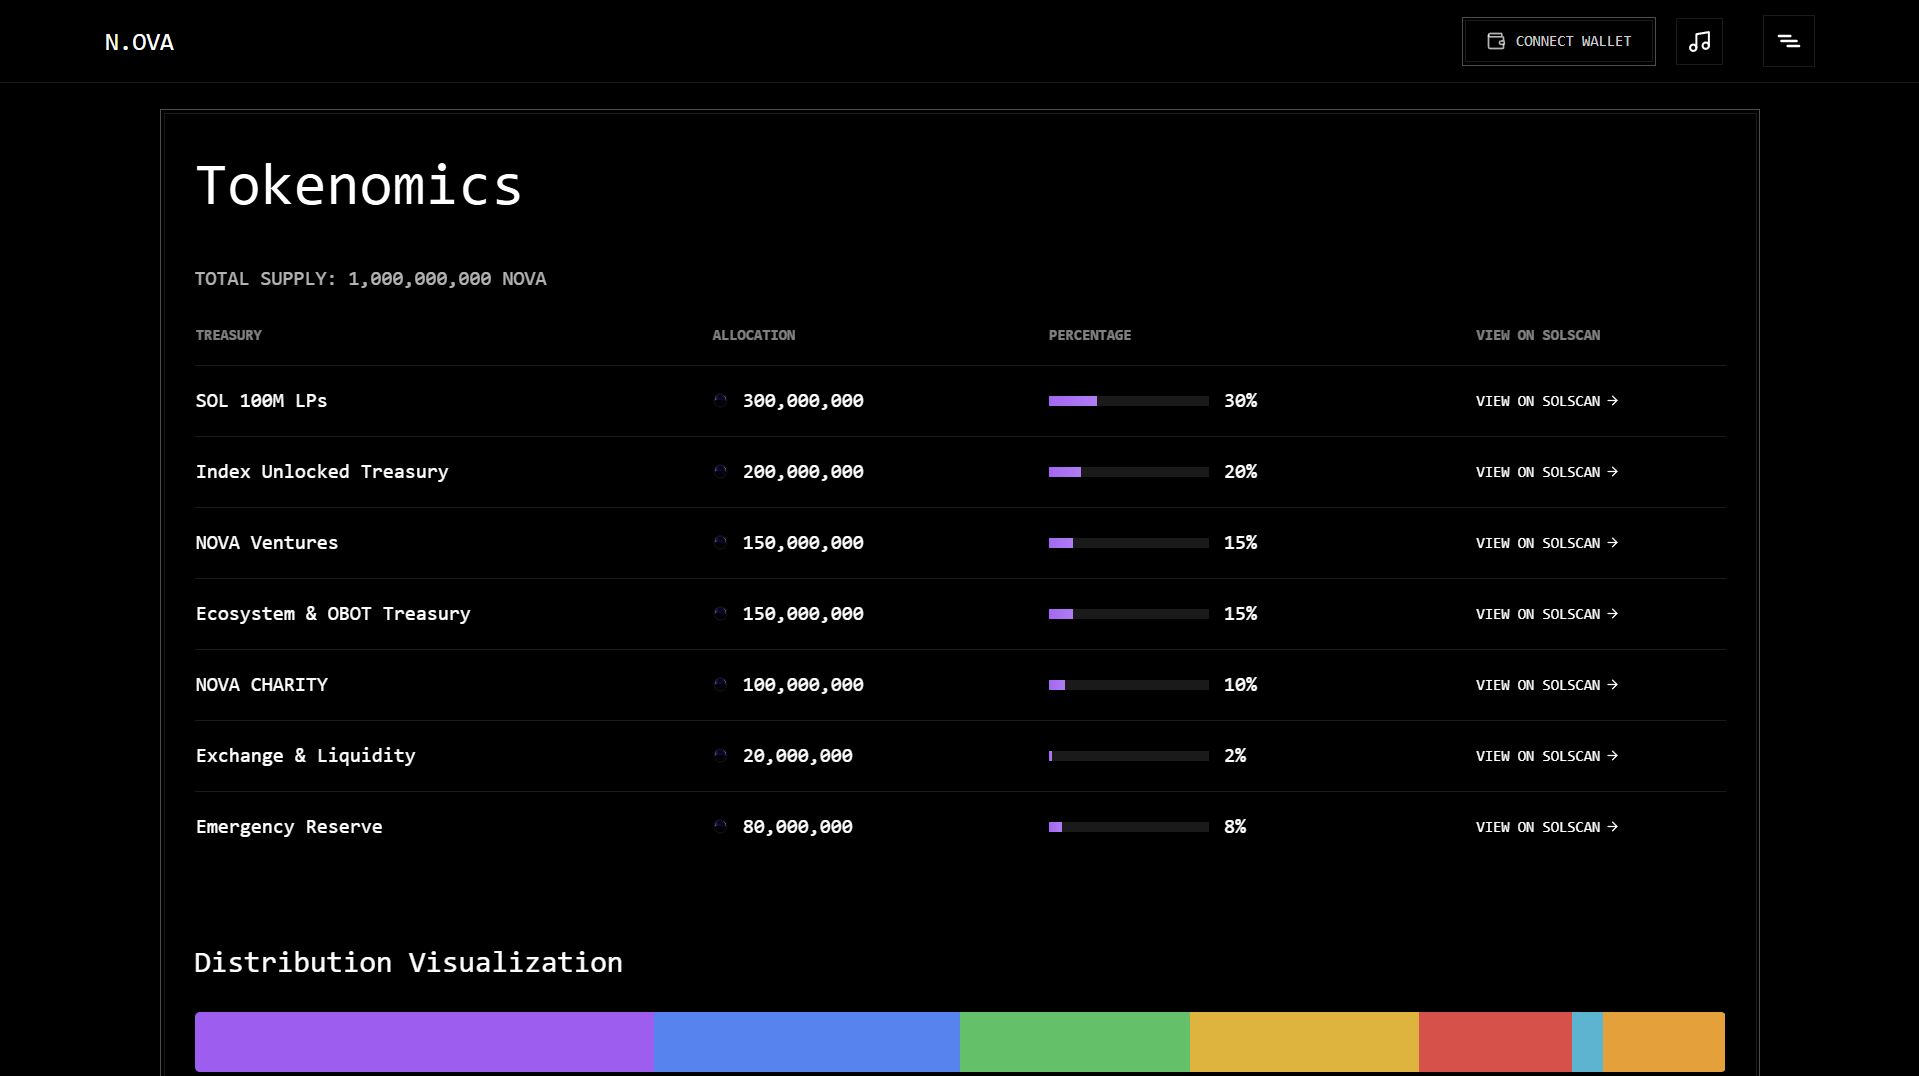 N.OVA
CONNECT WALLET
Tokenomics
TOTAL SUPPLY: 1,000,000,000 NOVA
TREASURY ALLOCATION PERCENTAGE VIEW ON SOLSCAN
SOL 100M LPs 300,000,000 30% VIEW ON SOLSCAN →
Index Unlocked Treasury 200,000,000 20% VIEW ON SOLSCAN →
NOVA Ventures 150,000,000 15% VIEW ON SOLSCAN →
Ecosystem & OBOT Treasury 150,000,000 15% VIEW ON SOLSCAN →
NOVA CHARITY 100,000,000 10% VIEW ON SOLSCAN →
Exchange & Liquidity 20,000,000 2% VIEW ON SOLSCAN →
Emergency Reserve 80,000,000 8% VIEW ON SOLSCAN →
Distribution Visualization